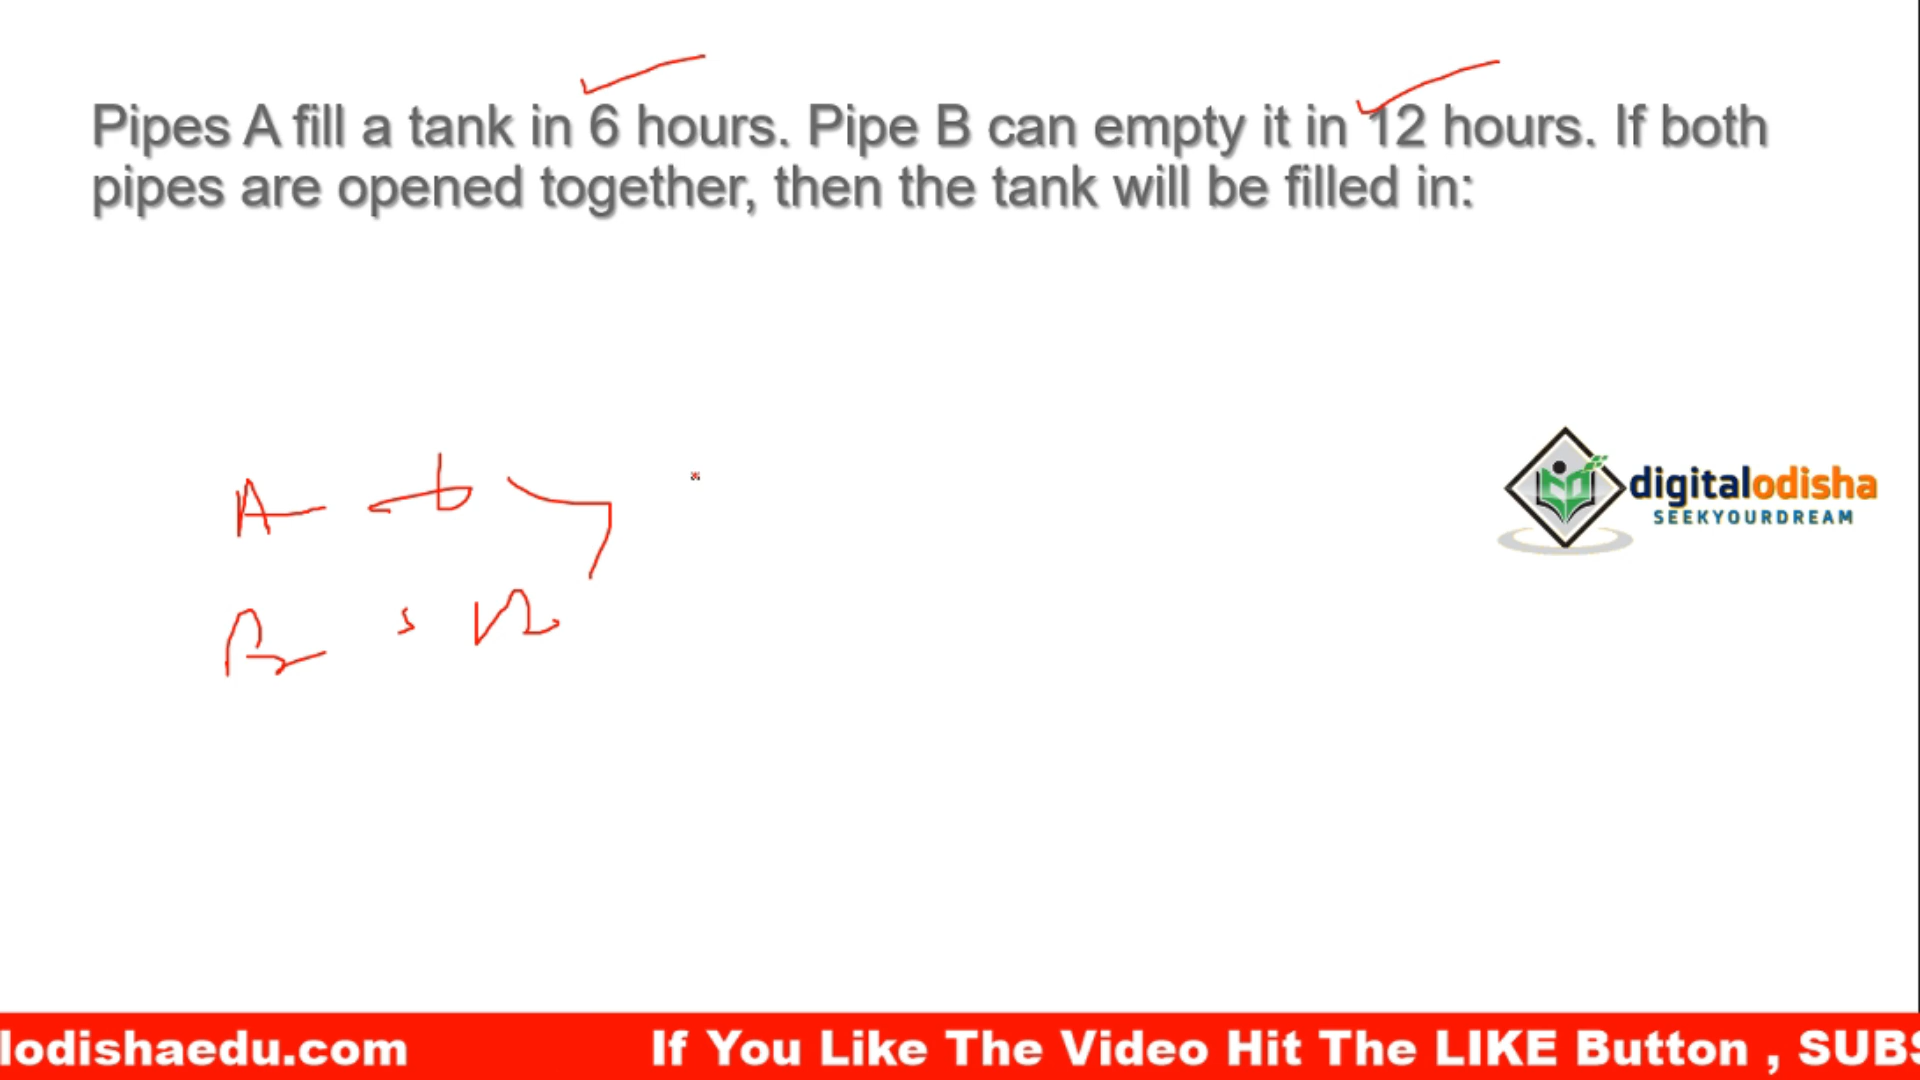 Pipes A fill a tank in 6 hours. Pipe B can empty it in 12 hours. If both
pipes are opened together, then the tank will be filled in:
A 6
B 12
digitalodisha
SEEKYOURDREAM
lodishaedu.com If You Like The Video Hit The LIKE Button , SUBS